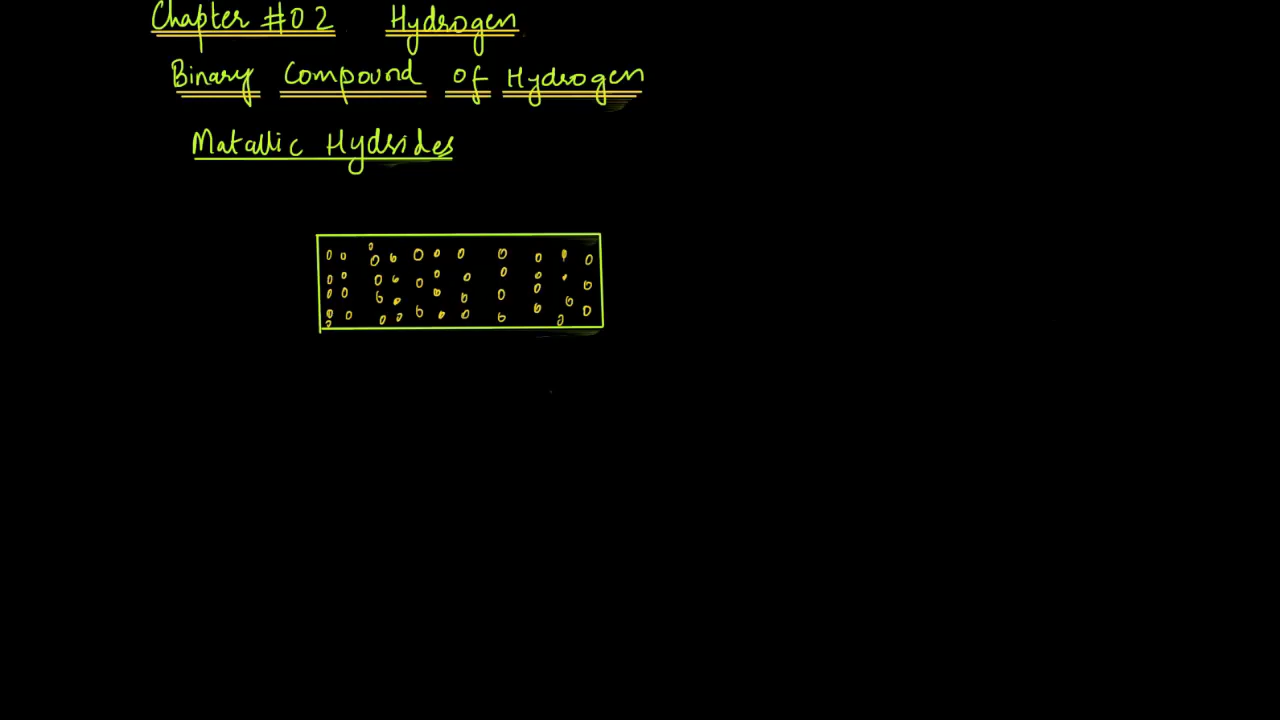 Chapter #02 Hydrogen
Binary Compound of Hydrogen
Matallic Hydrides